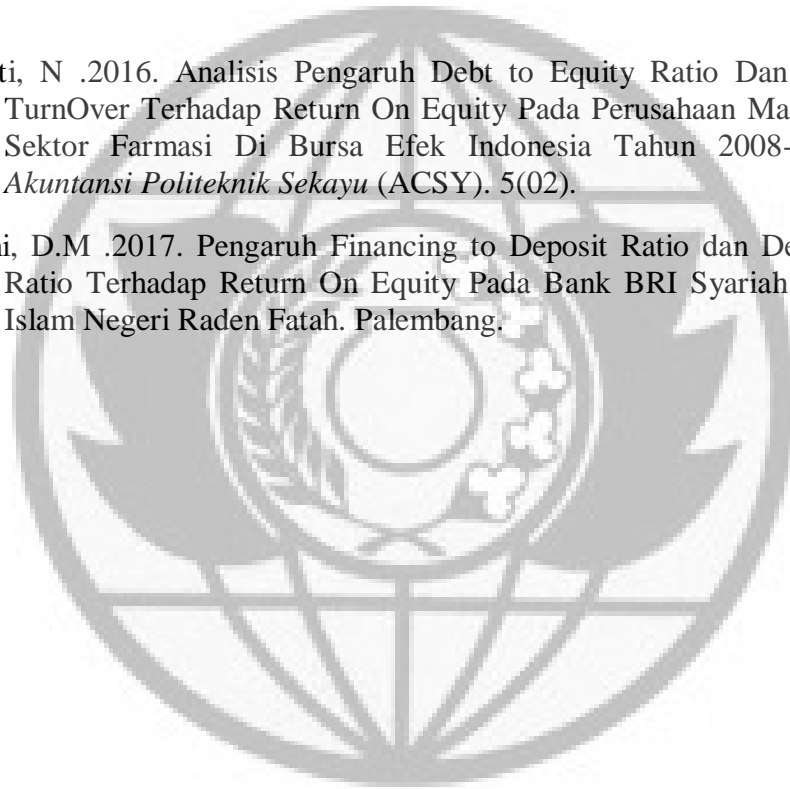 ti, N .2016. Analisis Pengaruh Debt to Equity Ratio Dan
TurnOver Terhadap Return On Equity Pada Perusahaan Ma
Sektor Farmasi Di Bursa Efek Indonesia Tahun 2008-
Akuntansi Politeknik Sekayu (ACSY). 5(02).
ni, D.M .2017. Pengaruh Financing to Deposit Ratio dan De
Ratio Terhadap Return On Equity Pada Bank BRI Syariah
Islam Negeri Raden Fatah. Palembang.